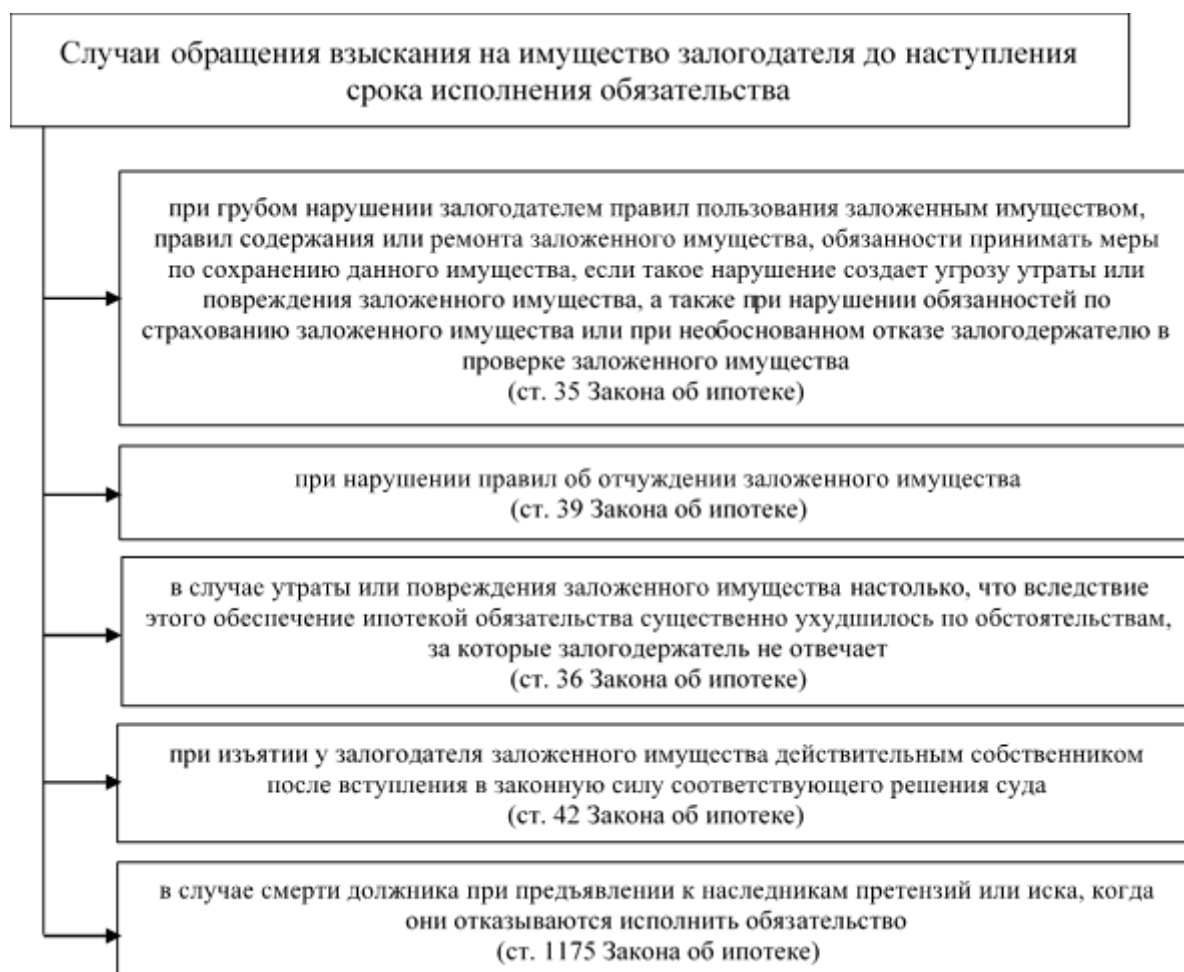 Случаи обращения взыскания на имущество залогодателя до наступления
срока исполнения обязательства
при грубом нарушении залогодателем правил пользования заложенным имуществом,
правил содержания или ремонта заложенного имущества, обязанности принимать меры
по сохранению данного имущества, если такое нарушение создает угрозу утраты или
повреждения заложенного имущества, а также при нарушении обязанностей по
страхованию заложенного имущества или при необоснованном отказе залогодержателю в
проверке заложенного имущества
(ст. 35 Закона об ипотеке)
при нарушении правил об отчуждении заложенного имущества
(ст. 39 Закона об ипотеке)
в случае утраты или повреждения заложенного имущества настолько, что вследствие
этого обеспечение ипотекой обязательства существенно ухудшилось по обстоятельствам,
за которые залогодержатель не отвечает
(ст. 36 Закона об ипотеке)
при изъятии у залогодателя заложенного имущества действительным собственником
после вступления в законную силу соответствующего решения суда
(ст. 42 Закона об ипотеке)
в случае смерти должника при предъявлении к наследникам претензий или иска, когда
они отказываются исполнить обязательство
(ст. 1175 Закона об ипотеке)